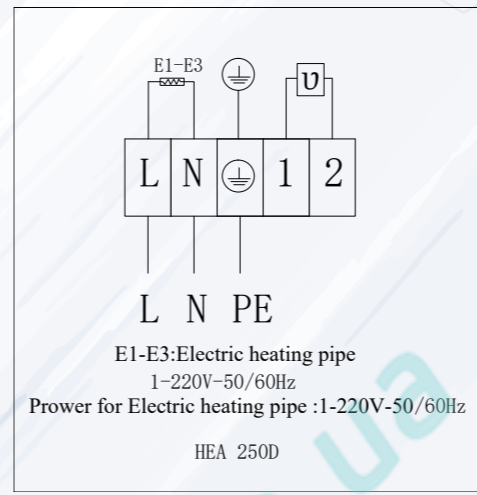 E1-E3
υ
L N 1 2
L N PE
E1-E3:Electric heating pipe
1-220V-50/60Hz
Prower for Electric heating pipe :1-220V-50/60Hz
HEA 250D
ua